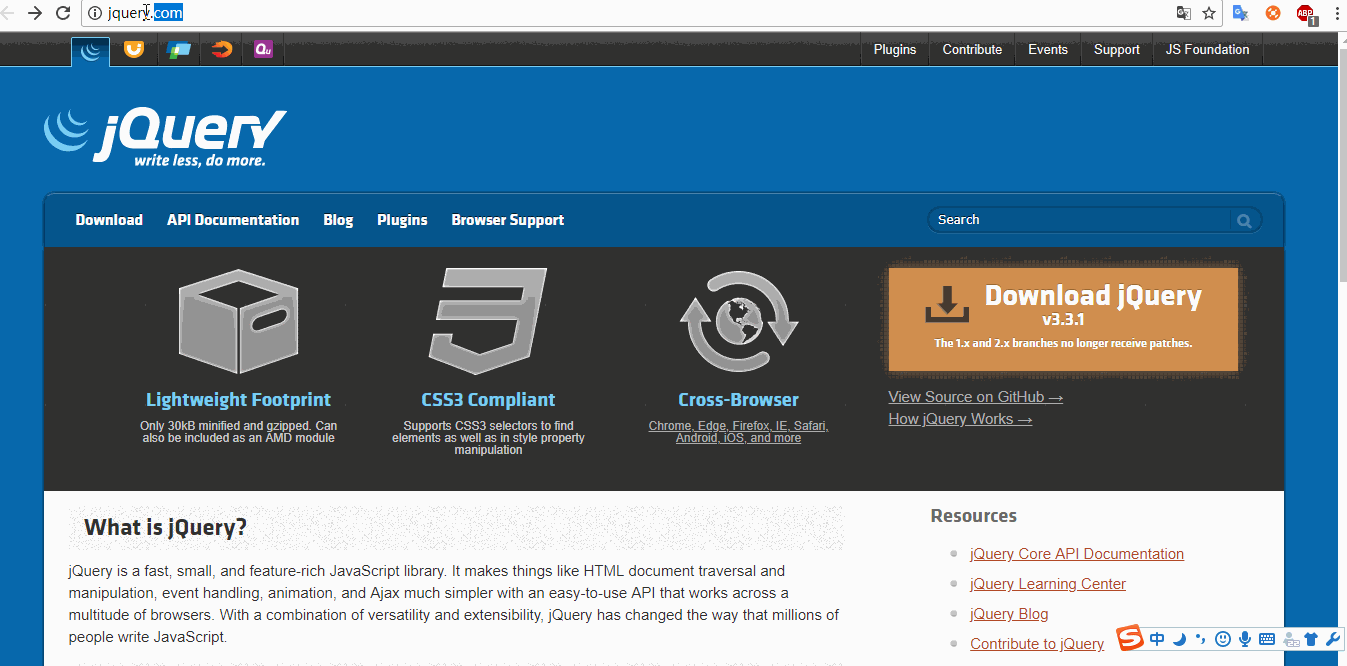 jquery.com
ABP
1
Qu
Plugins
Contribute
Events
Support
JS Foundation
jQuery
write less, do more.
Download
API Documentation
Blog
Plugins
Browser Support
Search
Download jQuery
v3.3.1
The 1.x and 2.x branches no longer receive patches.
Lightweight Footprint
Only 30kB minified and gzipped. Can
also be included as an AMD module
CSS3 Compliant
Supports CSS3 selectors to find
elements as well as in style property
manipulation
Cross-Browser
Chrome, Edge, Firefox, IE, Safari,
Android, iOS, and more
View Source on GitHub →
How jQuery Works →
What is jQuery?
jQuery is a fast, small, and feature-rich JavaScript library. It makes things like HTML document traversal and
manipulation, event handling, animation, and Ajax much simpler with an easy-to-use API that works across a
multitude of browsers. With a combination of versatility and extensibility, jQuery has changed the way that millions of
people write JavaScript.
Resources
jQuery Core API Documentation
jQuery Learning Center
jQuery Blog
Contribute to jQuery
S
中